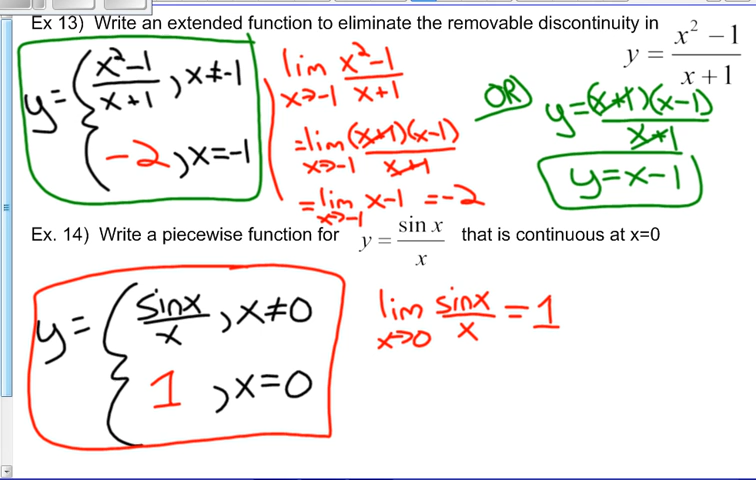 Ex 13) Write an extended function to eliminate the removable discontinuity in y = (x² − 1)/(x + 1)
y = { (x²−1)/(x+1) , x≠-1
{ -2 , x=-1
lim x→-1 (x²-1)/(x+1)
= lim x→-1 (x+1)(x-1)/(x+1)
= lim x→-1 x-1 = -2
OR
y = (x+1)(x-1)/(x+1)
y = x-1
Ex. 14) Write a piecewise function for y = sin x/x that is continuous at x=0
y = { sinx/x , x≠0
{ 1 , x=0
lim x→0 sinx/x = 1